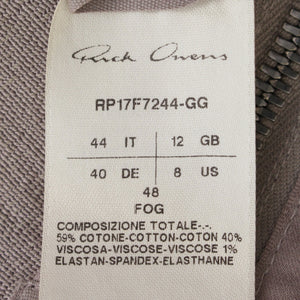 Rick Owens
RP17F7244-GG
44 IT 12 GB
40 DE 8 US
48
FOG
COMPOSIZIONE TOTALE-.-.
59% COTONE-COTTON-COTON 40%
VISCOSA-VISCOSE-VISCOSE 1%
ELASTAN-SPANDEX-ELASTHANNE